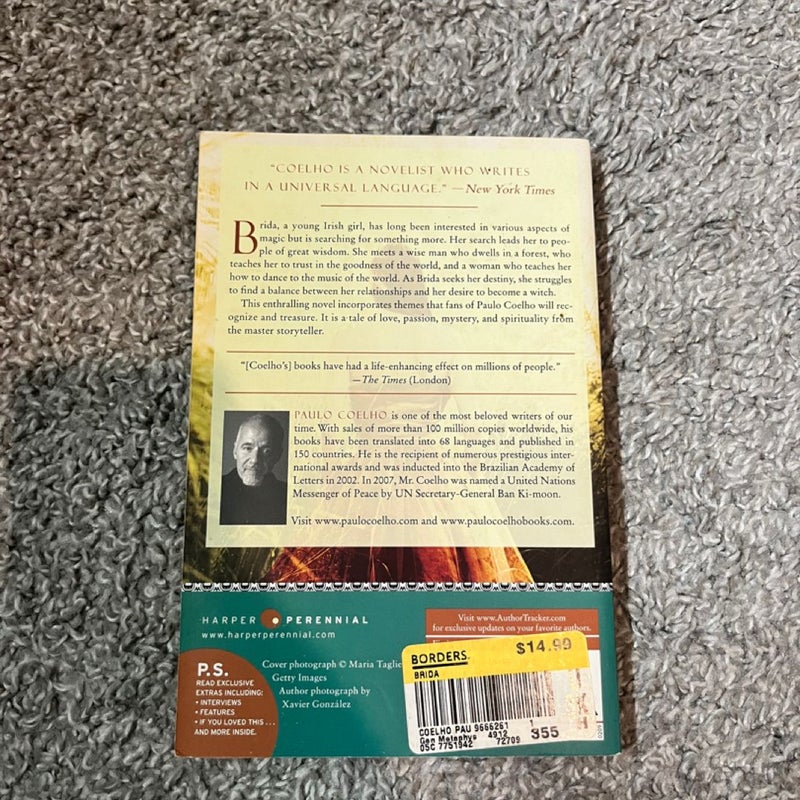 "COELHO IS A NOVELIST WHO WRITES
IN A UNIVERSAL LANGUAGE." —New York Times
Brida, a young Irish girl, has long been interested in various aspects of
magic but is searching for something more. Her search leads her to peo-
ple of great wisdom. She meets a wise man who dwells in a forest, who
teaches her to trust in the goodness of the world, and a woman who teaches her
how to dance to the music of the world. As Brida seeks her destiny, she struggles
to find a balance between her relationships and her desire to become a witch.
This enthralling novel incorporates themes that fans of Paulo Coelho will rec-
ognize and treasure. It is a tale of love, passion, mystery, and spirituality from
the master storyteller.
"[Coelho's] books have had a life-enhancing effect on millions of people."
—The Times (London)
PAULO COELHO is one of the most beloved writers of our
time. With sales of more than 100 million copies worldwide, his
books have been translated into 68 languages and published in
150 countries. He is the recipient of numerous prestigious inter-
national awards and was inducted into the Brazilian Academy of
Letters in 2002. In 2007, Mr. Coelho was named a United Nations
Messenger of Peace by UN Secretary-General Ban Ki-moon.
Visit www.paulocoelho.com and www.paulocoelhobooks.com.
HARPER PERENNIAL
www.harperperennial.com
Visit www.AuthorTracker.com
for exclusive updates on your favorite authors.
P.S.
READ EXCLUSIVE
EXTRAS INCLUDING:
• INTERVIEWS
• FEATURES
• IF YOU LOVED THIS...
AND MORE INSIDE.
Cover photograph © Maria Taglie
Getty Images
Author photograph by
Xavier González
BORDERS. $14.99
BRIDA
COELHO PAU 9666261 1
Gen Metaphys 4912 355
OSC 7751942 72709